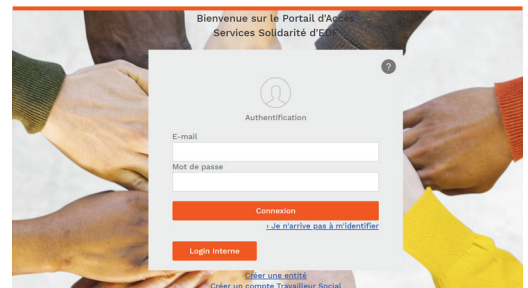 Bienvenue sur le Portail d'Accès
Services Solidarité d'EDF
?
Authentification
E-mail
Mot de passe
Connexion
› Je n'arrive pas à m'identifier
Login Interne
Créer une entité
Créer un compte Travailleur Social